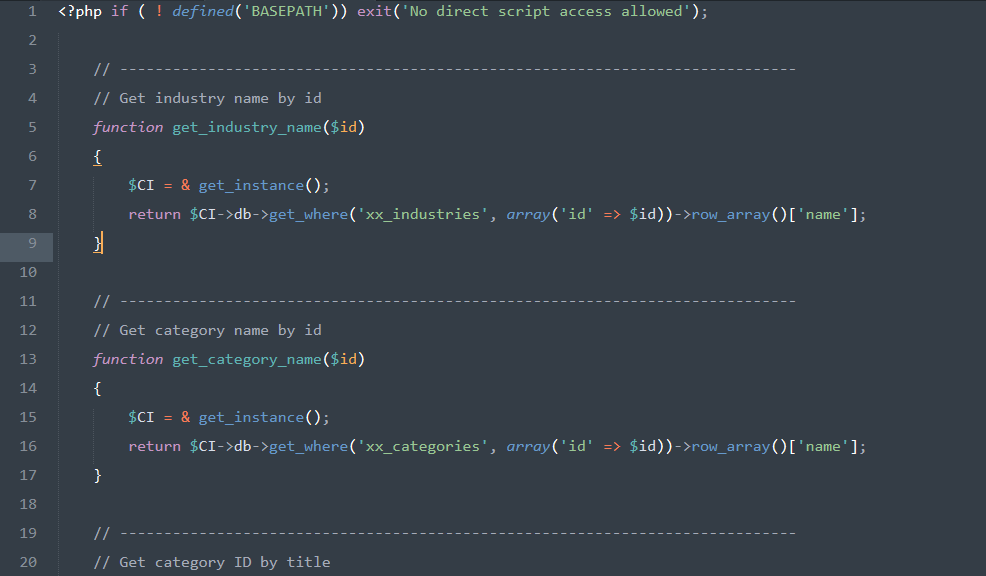 1 <?php if ( ! defined('BASEPATH')) exit('No direct script access allowed');
2
3 // -----------------------------------------------------------------------------
4 // Get industry name by id
5 function get_industry_name($id)
6 {
7 $CI = & get_instance();
8 return $CI->db->get_where('xx_industries', array('id' => $id))->row_array()['name'];
9 }
10
11 // -----------------------------------------------------------------------------
12 // Get category name by id
13 function get_category_name($id)
14 {
15 $CI = & get_instance();
16 return $CI->db->get_where('xx_categories', array('id' => $id))->row_array()['name'];
17 }
18
19 // -----------------------------------------------------------------------------
20 // Get category ID by title